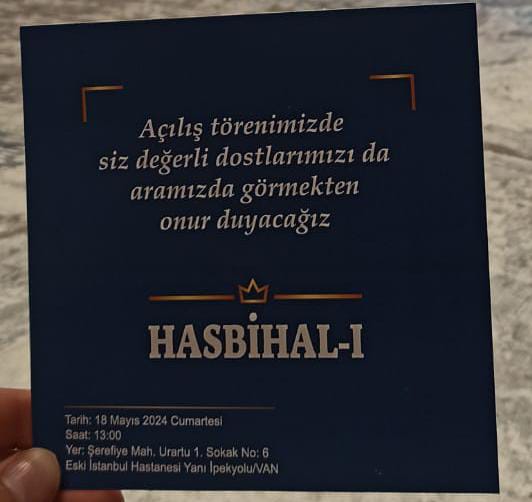 Açılış törenimizde
siz değerli dostlarımızı da
aramızda görmekten
onur duyacağız
HASBİHAL-I
Tarih: 18 Mayıs 2024 Cumartesi
Saat: 13:00
Yer: Şerefiye Mah. Urartu 1. Sokak No: 6
Eski İstanbul Hastanesi Yanı İpekyolu/VAN